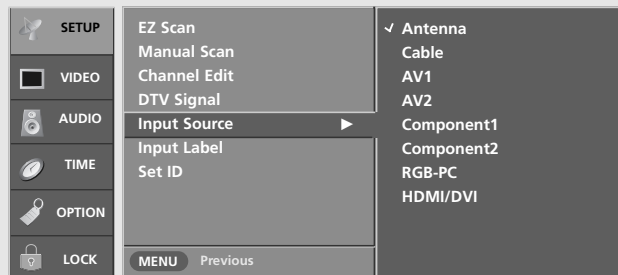 SETUP
VIDEO
AUDIO
TIME
OPTION
LOCK
EZ Scan
Manual Scan
Channel Edit
DTV Signal
Input Source
Input Label
Set ID
MENU Previous
Antenna
Cable
AV1
AV2
Component1
Component2
RGB-PC
HDMI/DVI